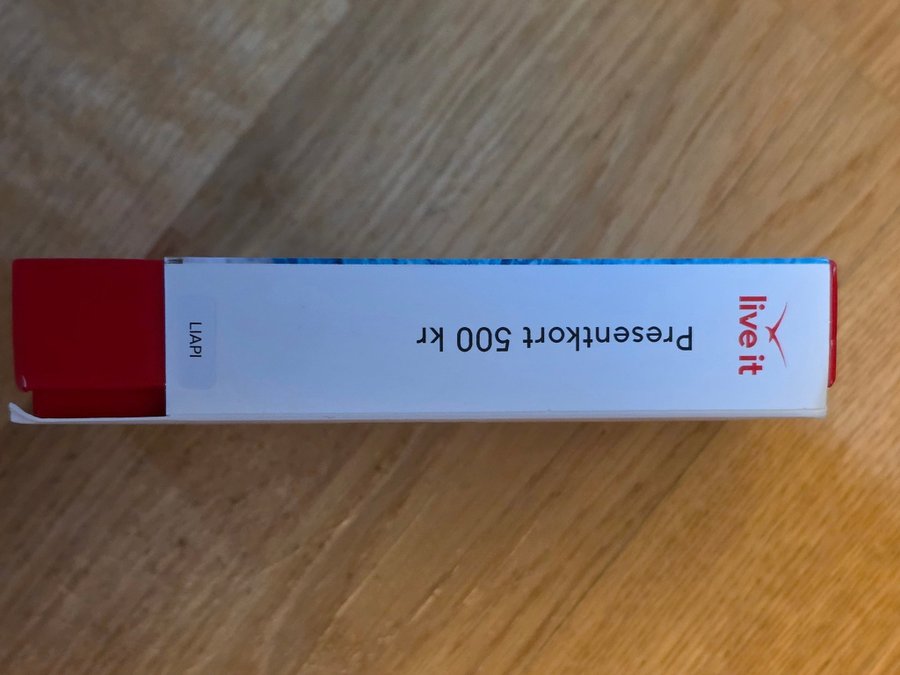 live it
Presentkort 500 kr
LIAPI